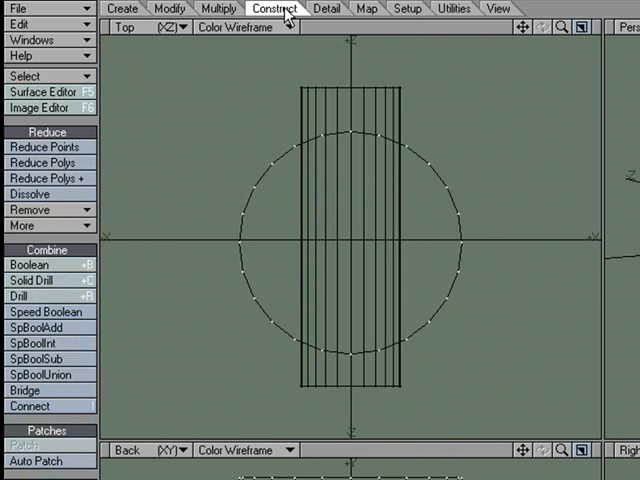 File Create Modify Multiply Construct Detail Map Setup Utilities View
Edit Top (XZ) Color Wireframe Pers
Windows
Help
Select
Surface Editor F5
Image Editor F6
Reduce
Reduce Points
Reduce Polys
Reduce Polys +
Dissolve
Remove
More
Combine
Boolean +B
Solid Drill +C
Drill +R
Speed Boolean
SpBoolAdd
SpBoolInt
SpBoolSub
SpBoolUnion
Bridge
Connect l
Patches
Patch
Auto Patch
+Z
-X +X
-Z
Back (XY) Color Wireframe Righ
+Y